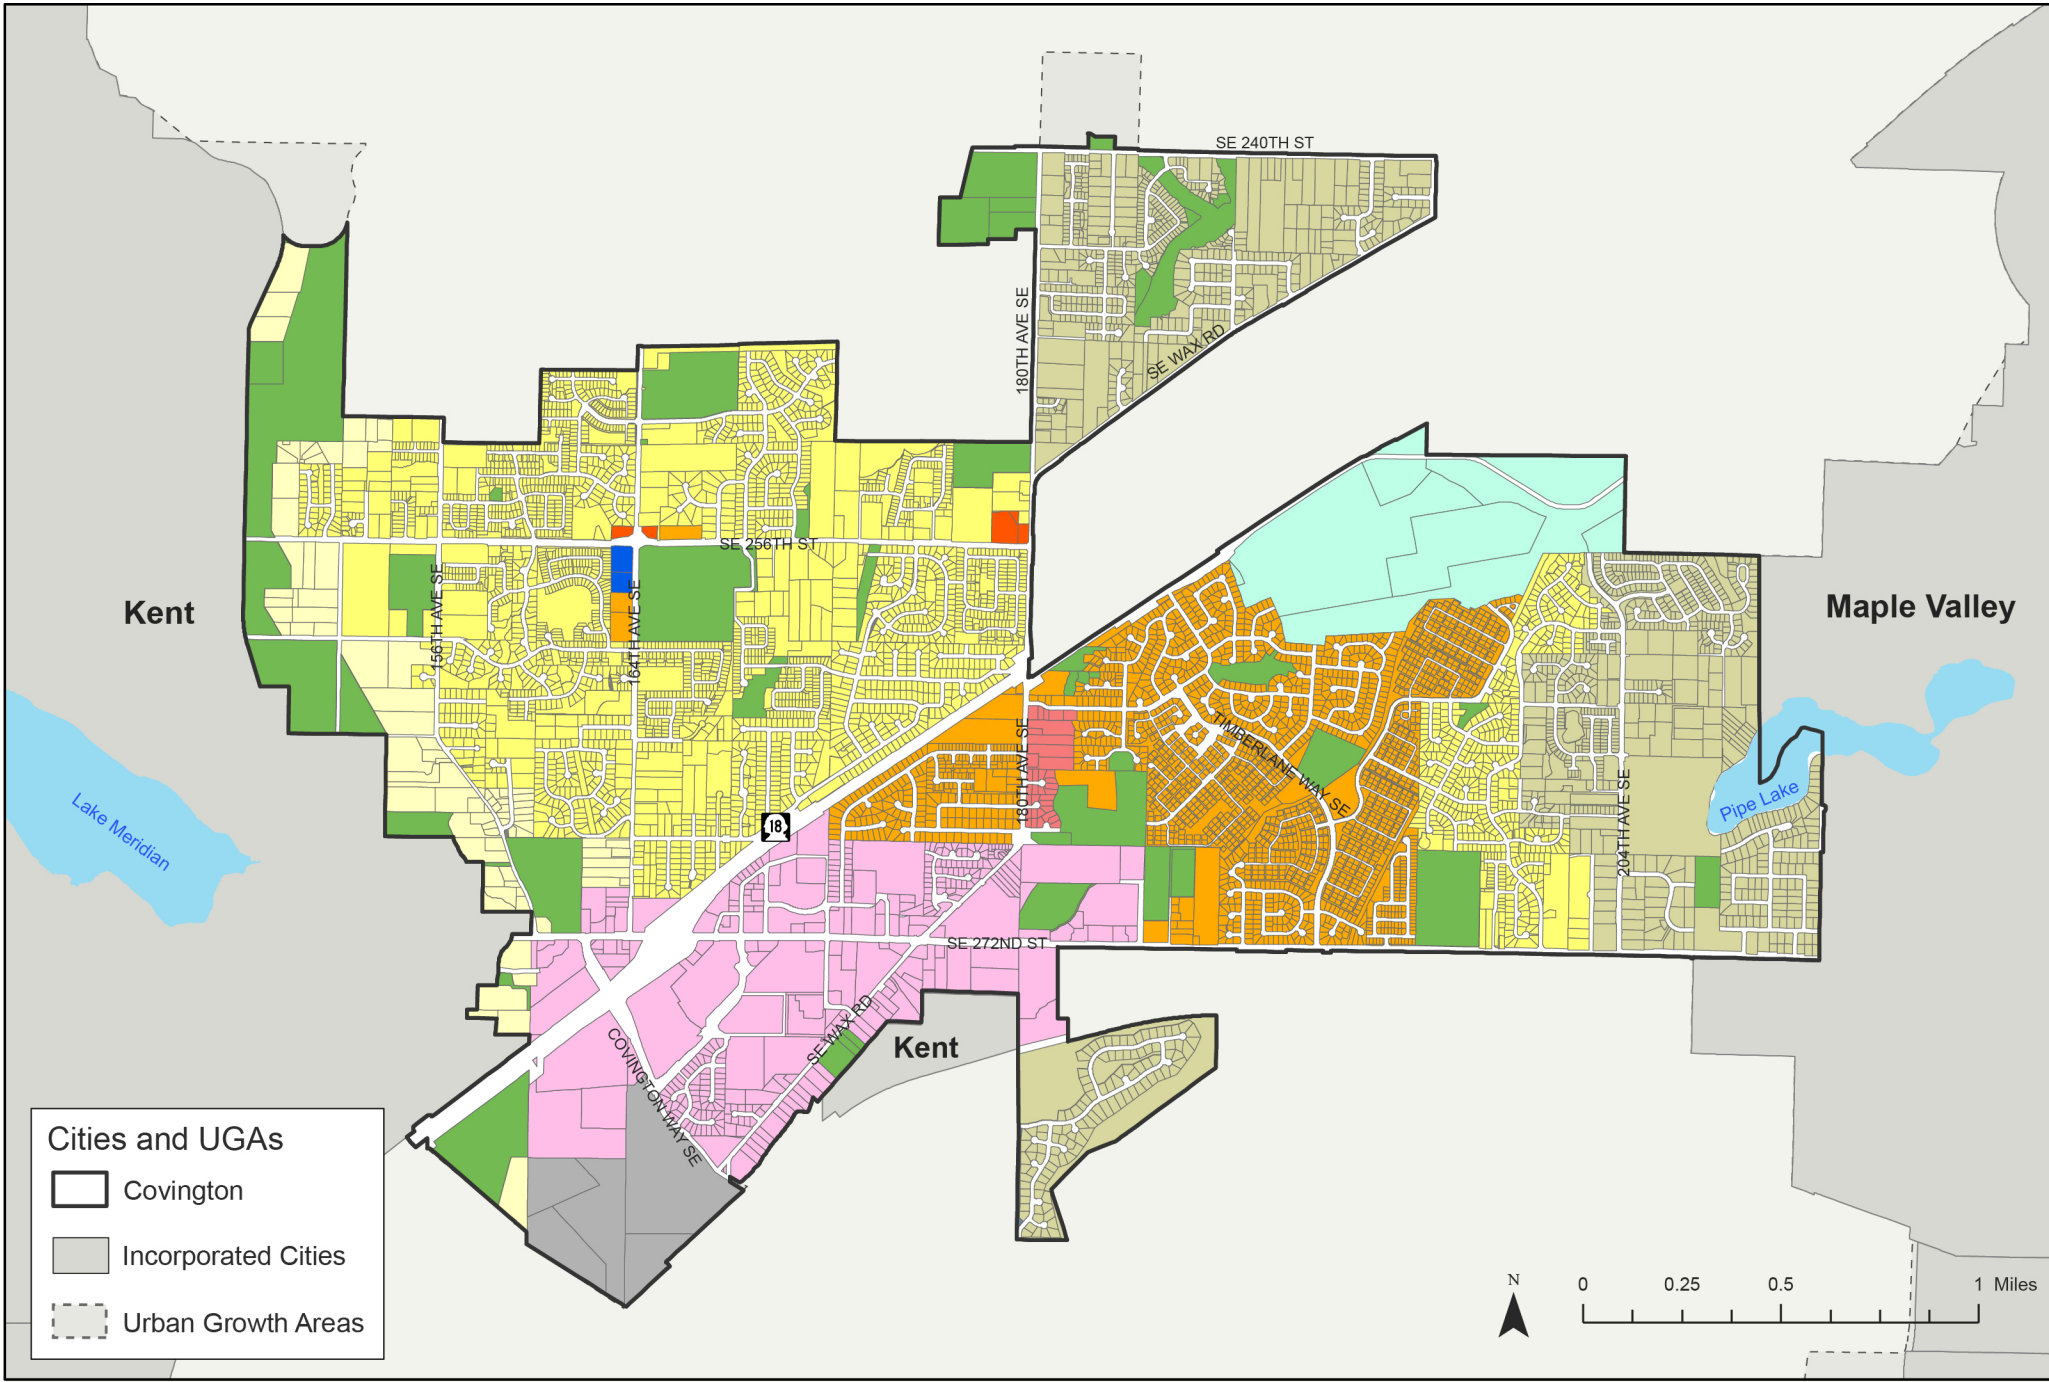 SE 240TH ST
180TH AVE SE
SE WAX RD
SE 256TH ST
Kent
156TH AVE SE
164TH AVE SE
Maple Valley
180TH AVE SE
TIMBERLANE WAY SE
204TH AVE SE
Pipe Lake
Lake Meridian
18
SE 272ND ST
SE WAX RD
Kent
COVINGTON WAY SE
Cities and UGAs
Covington
Incorporated Cities
Urban Growth Areas
N
0 0.25 0.5 1 Miles